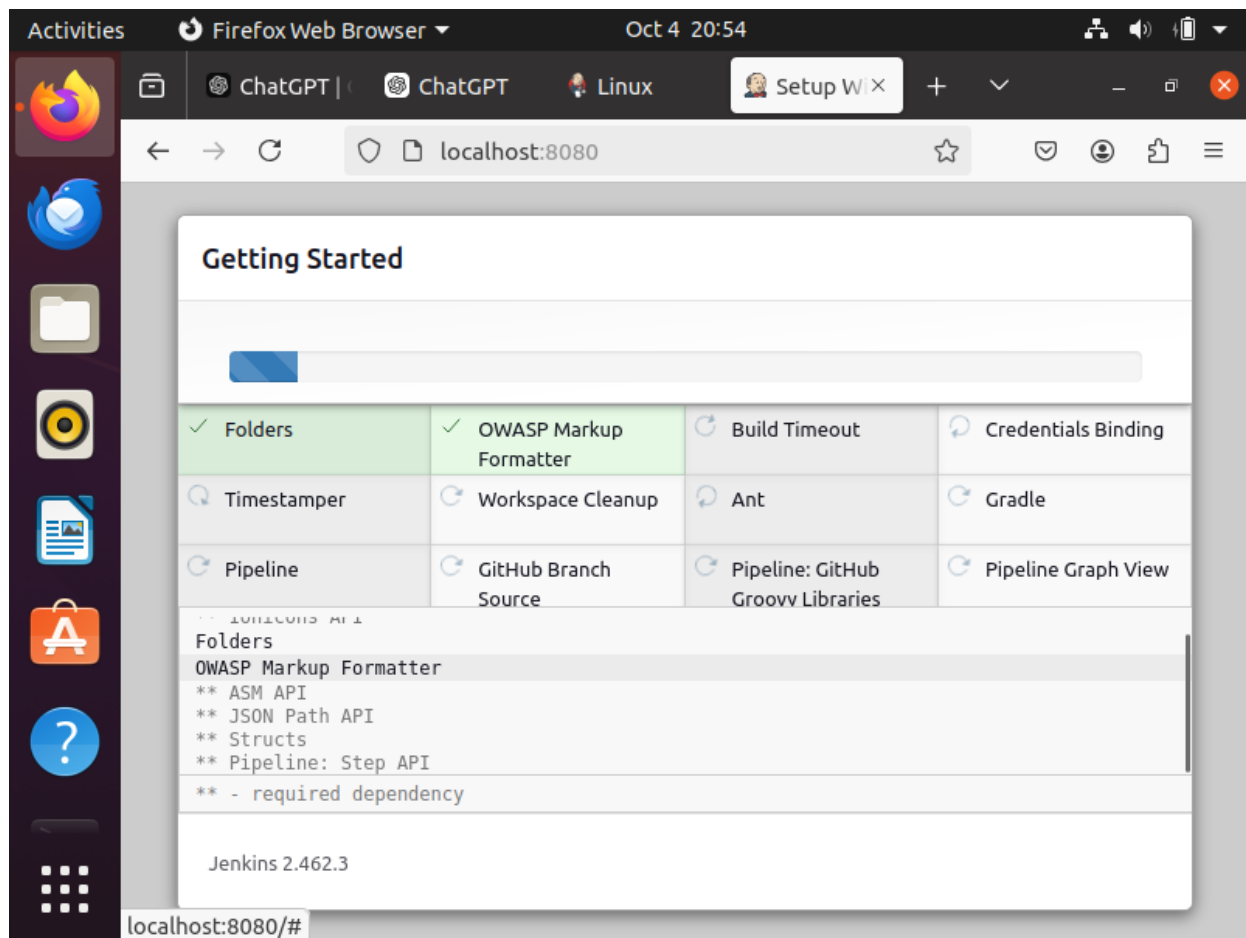 Activities Firefox Web Browser Oct 4 20:54
ChatGPT | ChatGPT Linux Setup Wi
localhost:8080
Getting Started
Folders OWASP Markup Formatter Build Timeout Credentials Binding
Timestamper Workspace Cleanup Ant Gradle
Pipeline GitHub Branch Source Pipeline: GitHub Groovy Libraries Pipeline Graph View
** Ionicons API
Folders
OWASP Markup Formatter
** ASM API
** JSON Path API
** Structs
** Pipeline: Step API
** - required dependency
Jenkins 2.462.3
localhost:8080/#